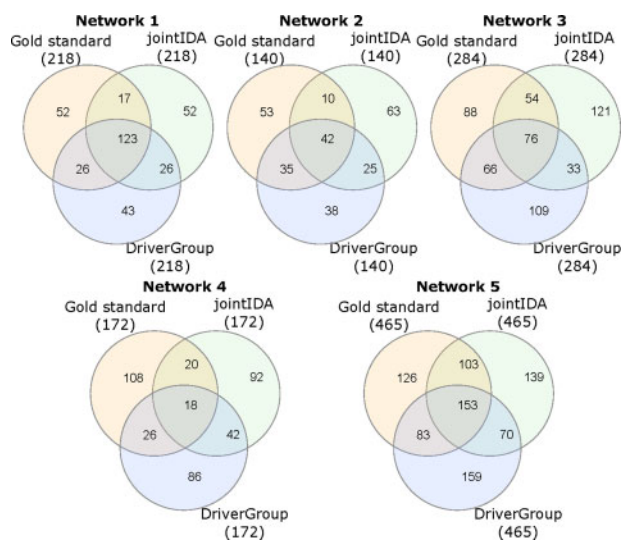 Network 1
Network 2
Network 3
Gold standard
(218)
jointIDA
(218)
Gold standard
(140)
jointIDA
(140)
Gold standard
(284)
jointIDA
(284)
52
17
52
123
26
26
43
53
10
63
42
35
25
38
88
54
121
76
66
33
109
DriverGroup
(218)
DriverGroup
(140)
DriverGroup
(284)
Network 4
Network 5
Gold standard
(172)
jointIDA
(172)
Gold standard
(465)
jointIDA
(465)
108
20
92
18
26
42
86
126
103
139
153
83
70
159
DriverGroup
(172)
DriverGroup
(465)